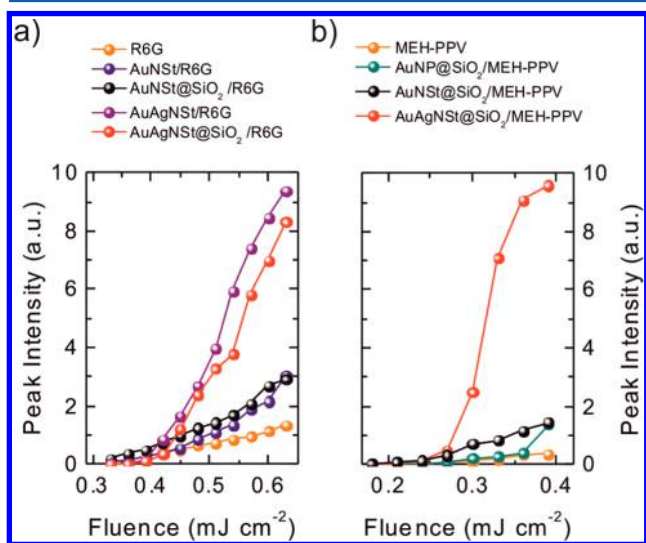 a)
R6G
AuNSt/R6G
AuNSt@SiO₂ /R6G
AuAgNSt/R6G
AuAgNSt@SiO₂ /R6G
10
8
6
4
2
0
Peak Intensity (a.u.)
0.3 0.4 0.5 0.6
Fluence (mJ cm⁻²)
b)
MEH-PPV
AuNP@SiO₂/MEH-PPV
AuNSt@SiO₂/MEH-PPV
AuAgNSt@SiO₂/MEH-PPV
10
8
6
4
2
0
Peak Intensity (a.u.)
0.2 0.3 0.4
Fluence (mJ cm⁻²)